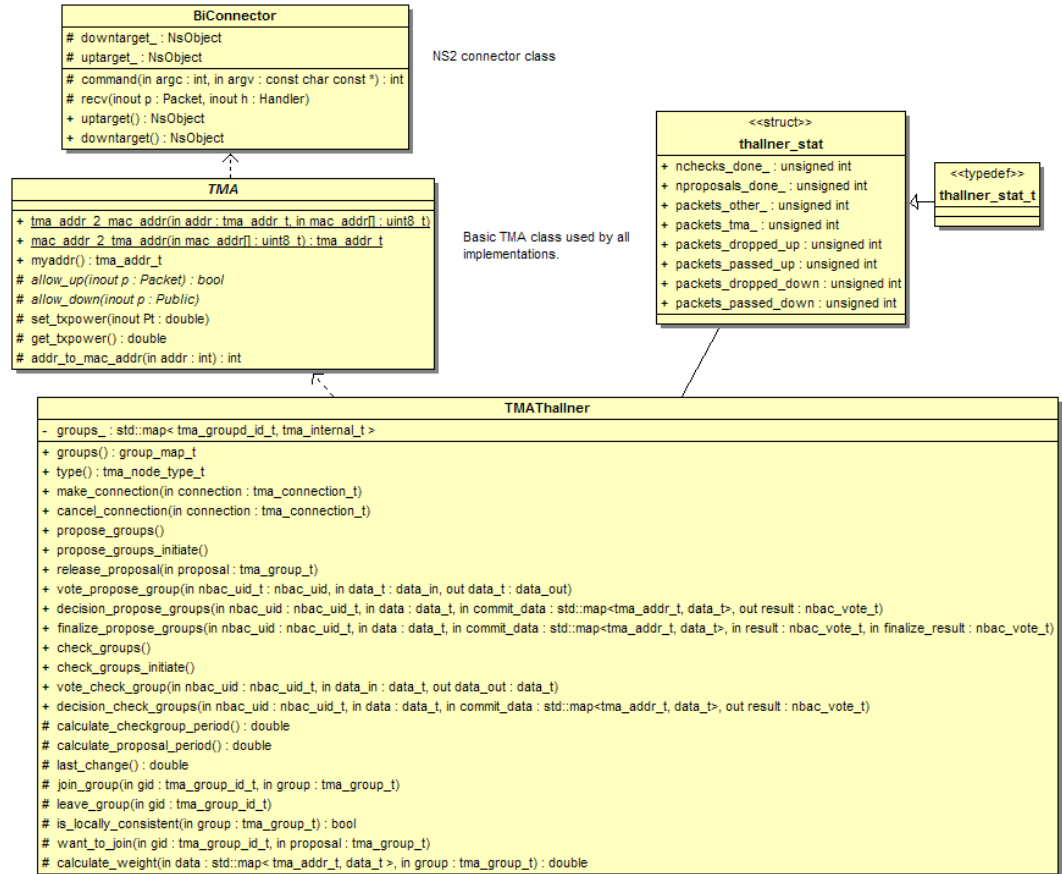 BiConnector
# downtarget_ : NsObject
# uptarget_ : NsObject
# command(in argc : int, in argv : const char const *) : int
# recv(inout p : Packet, inout h : Handler)
+ uptarget() : NsObject
+ downtarget() : NsObject
NS2 connector class
TMA
+ tma_addr_2_mac_addr(in addr : tma_addr_t, in mac_addr[] : uint8_t)
+ mac_addr_2_tma_addr(in mac_addr[] : uint8_t) : tma_addr_t
+ myaddr() : tma_addr_t
# allow_up(inout p : Packet) : bool
# allow_down(inout p : Public)
# set_txpower(inout Pt : double)
# get_txpower() : double
# addr_to_mac_addr(in addr : int) : int
Basic TMA class used by all
implementations.
<<struct>>
thallner_stat
+ nchecks_done_ : unsigned int
+ nproposals_done_ : unsigned int
+ packets_other_ : unsigned int
+ packets_tma_ : unsigned int
+ packets_dropped_up : unsigned int
+ packets_passed_up : unsigned int
+ packets_dropped_down : unsigned int
+ packets_passed_down : unsigned int
<<typedef>>
thallner_stat_t
TMAThallner
- groups_ : std::map< tma_groupd_id_t, tma_internal_t >
+ groups() : group_map_t
+ type() : tma_node_type_t
+ make_connection(in connection : tma_connection_t)
+ cancel_connection(in connection : tma_connection_t)
+ propose_groups()
+ propose_groups_initiate()
+ release_proposal(in proposal : tma_group_t)
+ vote_propose_group(in nbac_uid_t : nbac_uid, in data_t : data_in, out data_t : data_out)
+ decision_propose_groups(in nbac_uid : nbac_uid_t, in data : data_t, in commit_data : std::map<tma_addr_t, data_t>, out result : nbac_vote_t)
+ finalize_propose_groups(in nbac_uid : nbac_uid_t, in data : data_t, in commit_data : std::map<tma_addr_t, data_t>, in result : nbac_vote_t, in finalize_result : nbac_vote_t)
+ check_groups()
+ check_groups_initiate()
+ vote_check_group(in nbac_uid : nbac_uid_t, in data_in : data_t, out data_out : data_t)
+ decision_check_groups(in nbac_uid : nbac_uid_t, in data : data_t, in commit_data : std::map<tma_addr_t, data_t>, out result : nbac_vote_t)
# calculate_checkgroup_period() : double
# calculate_proposal_period() : double
# last_change() : double
# join_group(in gid : tma_group_id_t, in group : tma_group_t)
# leave_group(in gid : tma_group_id_t)
# is_locally_consistent(in group : tma_group_t) : bool
# want_to_join(in gid : tma_group_id_t, in proposal : tma_group_t)
# calculate_weight(in data : std::map< tma_addr_t, data_t >, in group : tma_group_t) : double